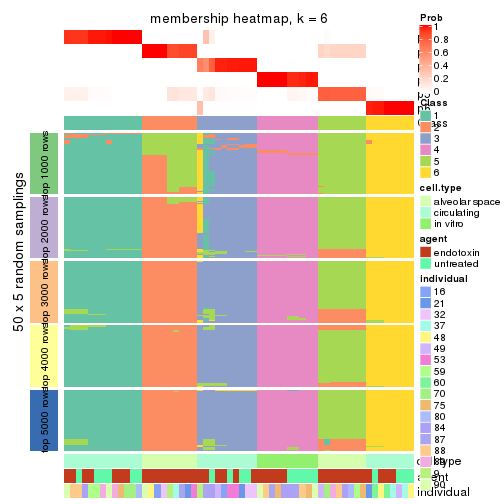 membership heatmap, k = 6
Prob
1
0.8
0.6
0.4
0.2
0
Class
1
2
3
4
5
6
cell.type
alveolar space
circulating
in vitro
agent
endotoxin
untreated
individual
16
21
32
37
48
49
53
59
60
70
75
80
84
87
88
9
90
50 x 5 random samplings
top 1000 rows
top 2000 rows
top 3000 rows
top 4000 rows
top 5000 rows
cell.type
agent
individual